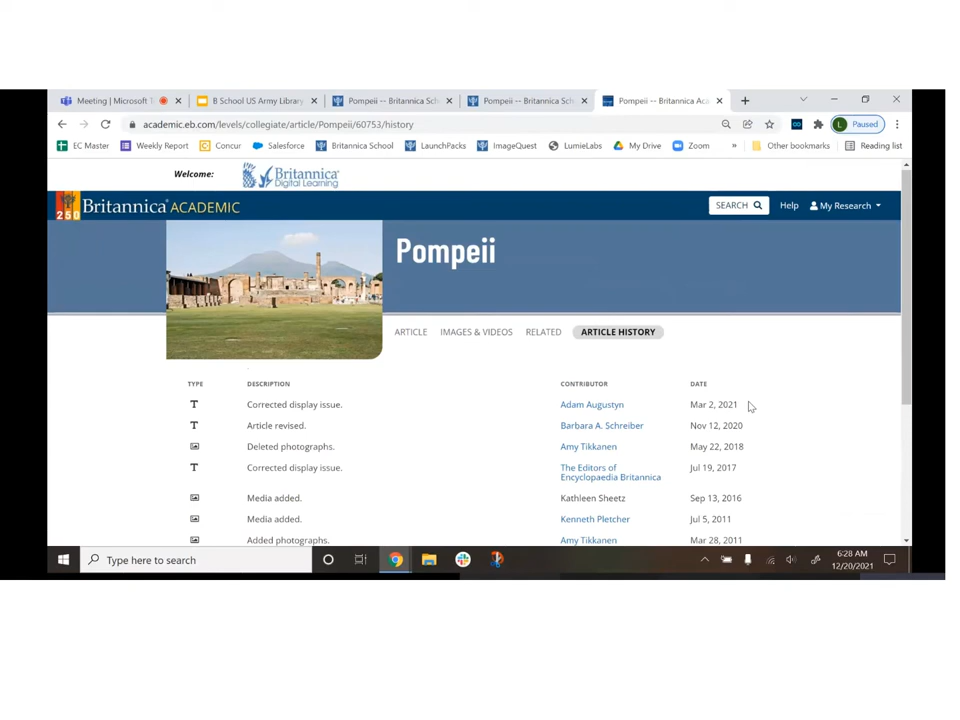 Meeting | Microsoft
B School US Army Library
Pompeii -- Britannica Sch
Pompeii -- Britannica Sch
Pompeii -- Britannica Aca
academic.eb.com/levels/collegiate/article/Pompeii/60753/history
L Paused
EC Master Weekly Report Concur Salesforce Britannica School LaunchPacks ImageQuest LumieLabs My Drive Zoom » Other bookmarks Reading list
Welcome: Britannica
Digital Learning
250 Britannica ACADEMIC SEARCH Help My Research
Pompeii
ARTICLE IMAGES & VIDEOS RELATED ARTICLE HISTORY
TYPE DESCRIPTION CONTRIBUTOR DATE
T Corrected display issue. Adam Augustyn Mar 2, 2021
T Article revised. Barbara A. Schreiber Nov 12, 2020
Deleted photographs. Amy Tikkanen May 22, 2018
T Corrected display issue. The Editors of Jul 19, 2017
Encyclopaedia Britannica
Media added. Kathleen Sheetz Sep 13, 2016
Media added. Kenneth Pletcher Jul 5, 2011
Added photographs. Amy Tikkanen Mar 28, 2011
Type here to search
6:28 AM
12/20/2021